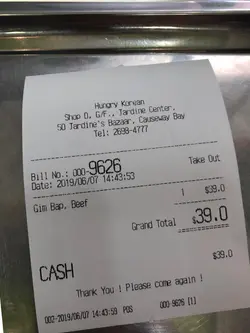 Hungry Korean
Shop D, G/F., Jardine Center,
50 Jardine's Bazaar, Causeway Bay
Tel: 2698-4777
Bill No.: 000-9626 Take Out
Date: 2019/06/07 14:43:53
Gim Bap, Beef 1 $39.0
Grand Total $39.0
CASH $39.0
Thank You ! Please come again !
002-2019/06/07 14:43:59 POS 000-9626 [1]